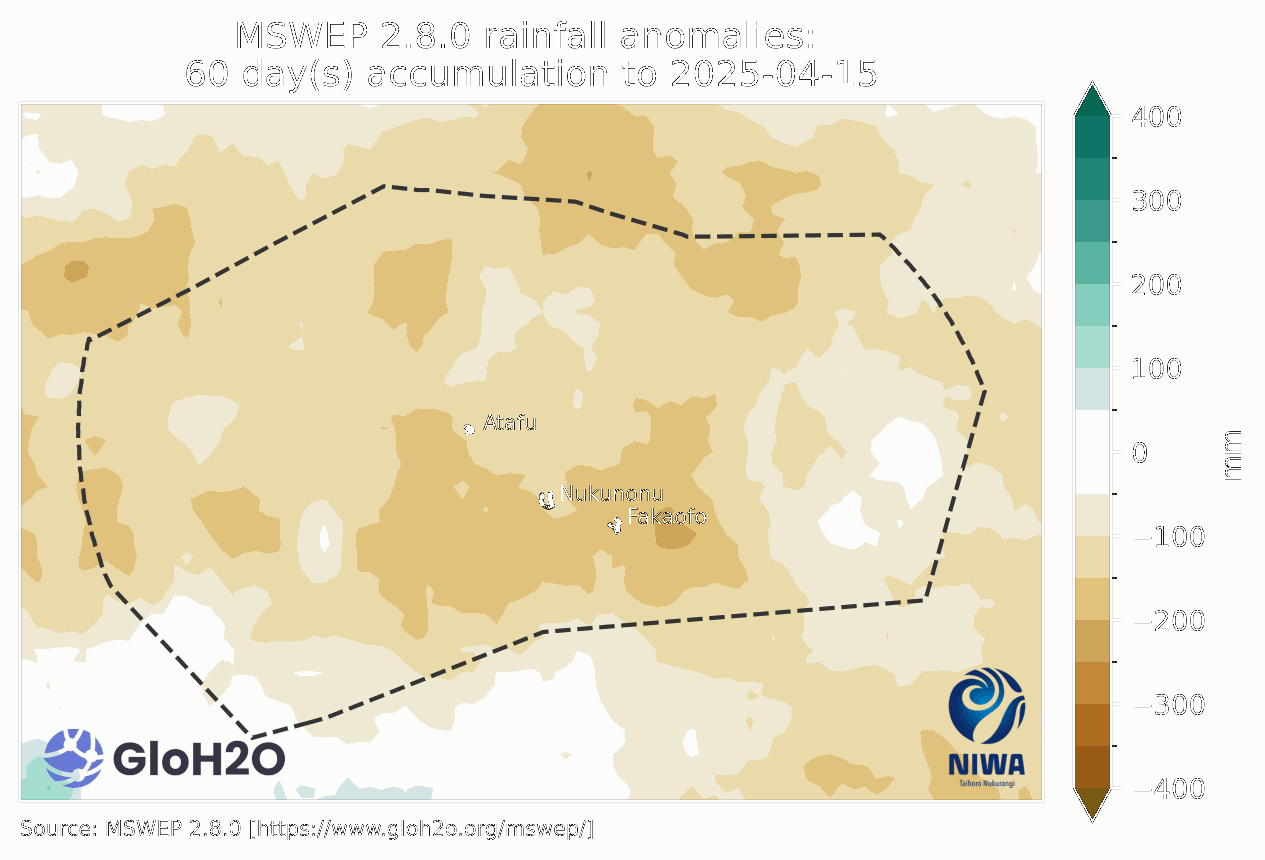 MSWEP 2.8.0 rainfall anomalies:
60 day(s) accumulation to 2025-04-15
400
300
200
100
0
−100
−200
−300
−400
mm
Atafu
Nukunonu
Fakaofo
GloH2O
NIWA
Taihoro Nukurangi
Source: MSWEP 2.8.0 [https://www.gloh2o.org/mswep/]